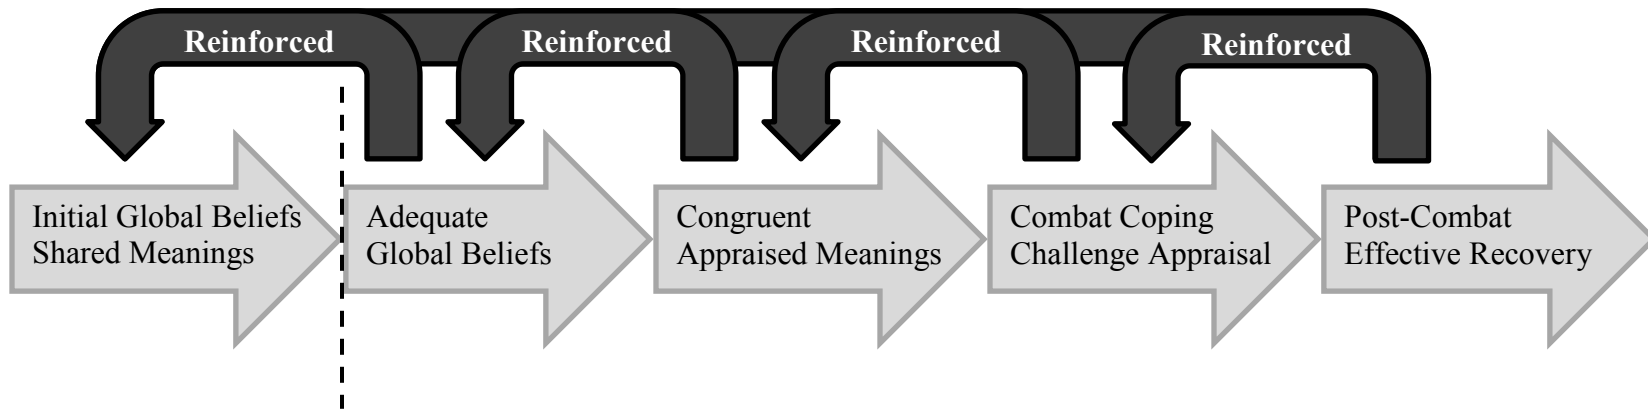 Reinforced
Reinforced
Reinforced
Reinforced
Initial Global Beliefs
Shared Meanings
Adequate
Global Beliefs
Congruent
Appraised Meanings
Combat Coping
Challenge Appraisal
Post-Combat
Effective Recovery